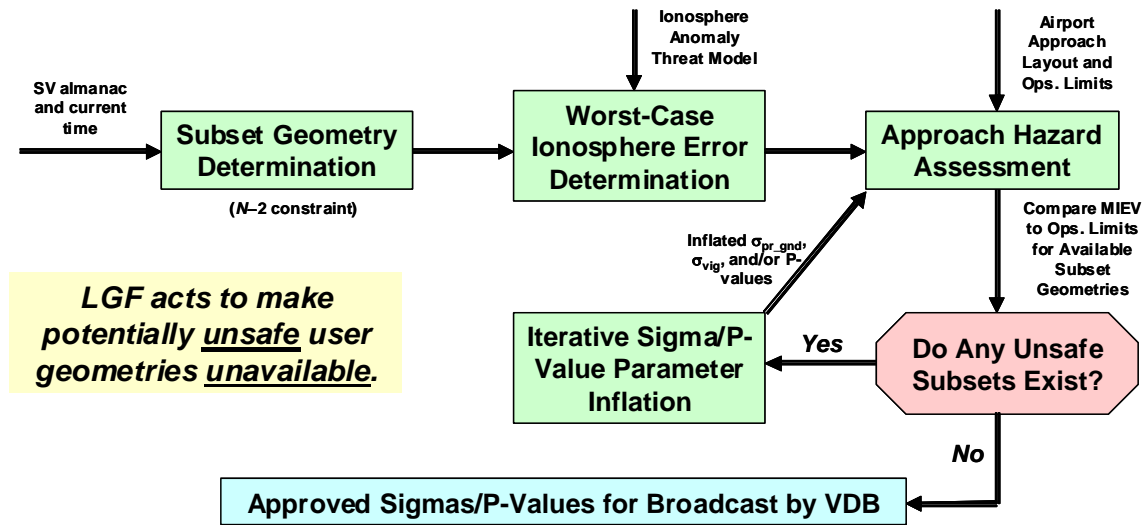 Ionosphere
Anomaly
Threat Model
Airport
Approach
Layout and
Ops. Limits
SV almanac
and current
time
Subset Geometry
Determination
(N–2 constraint)
Worst-Case
Ionosphere Error
Determination
Approach Hazard
Assessment
Inflated σpr_gnd,
σvig, and/or P-
values
Compare MIEV
to Ops. Limits
for Available
Subset
Geometries
LGF acts to make
potentially unsafe user
geometries unavailable.
Iterative Sigma/P-
Value Parameter
Inflation
Yes
Do Any Unsafe
Subsets Exist?
No
Approved Sigmas/P-Values for Broadcast by VDB